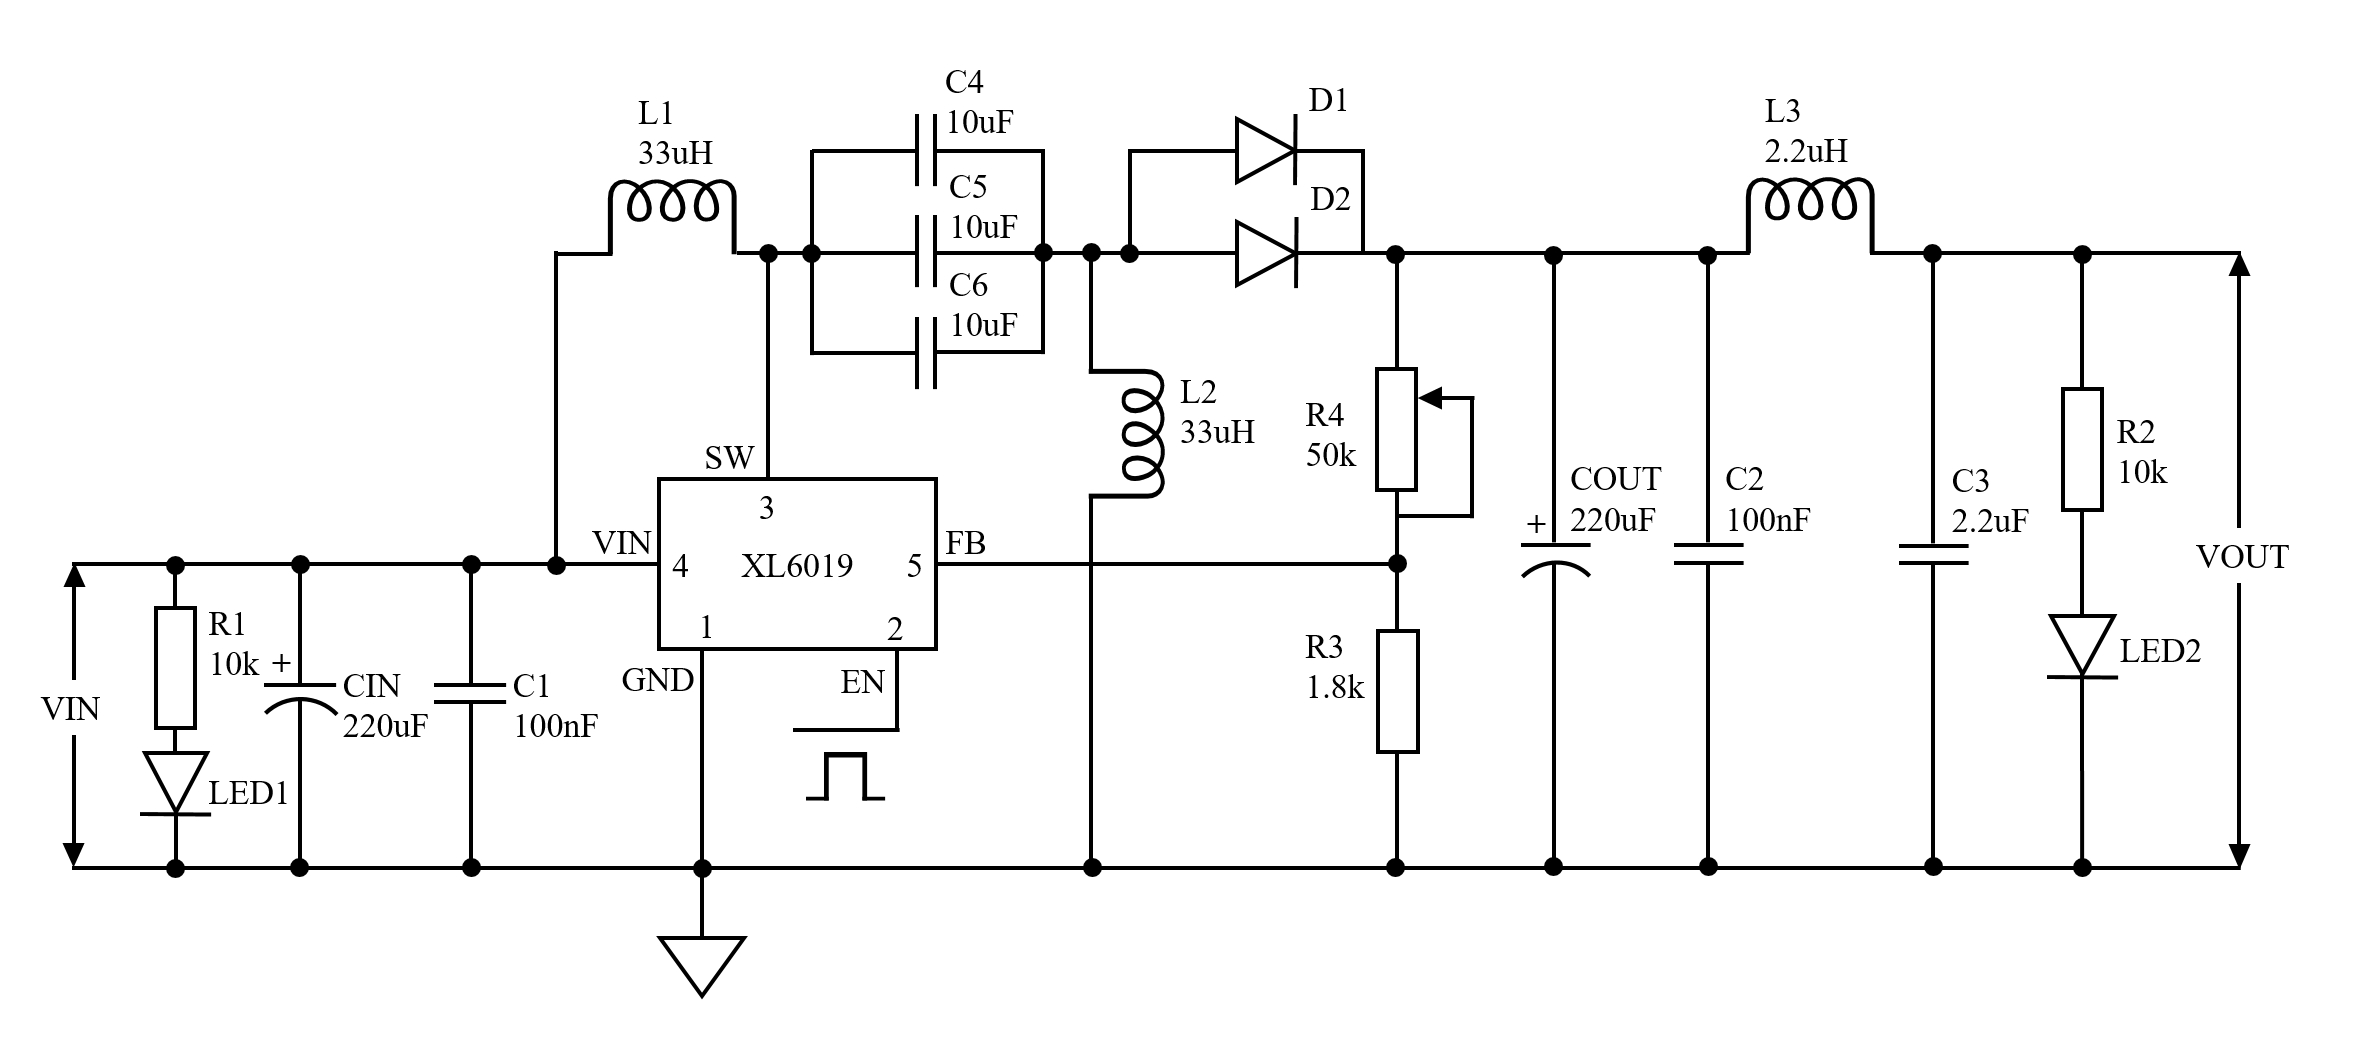 C4
10uF
D1
L1
33uH
L3
2.2uH
C5
10uF
D2
C6
10uF
L2
33uH
R4
50k
SW
3
VIN
4
XL6019
5
FB
1
2
GND
EN
COUT
220uF
+
C2
100nF
C3
2.2uF
R2
10k
VOUT
LED2
R1
10k
+
VIN
CIN
220uF
C1
100nF
LED1
R3
1.8k